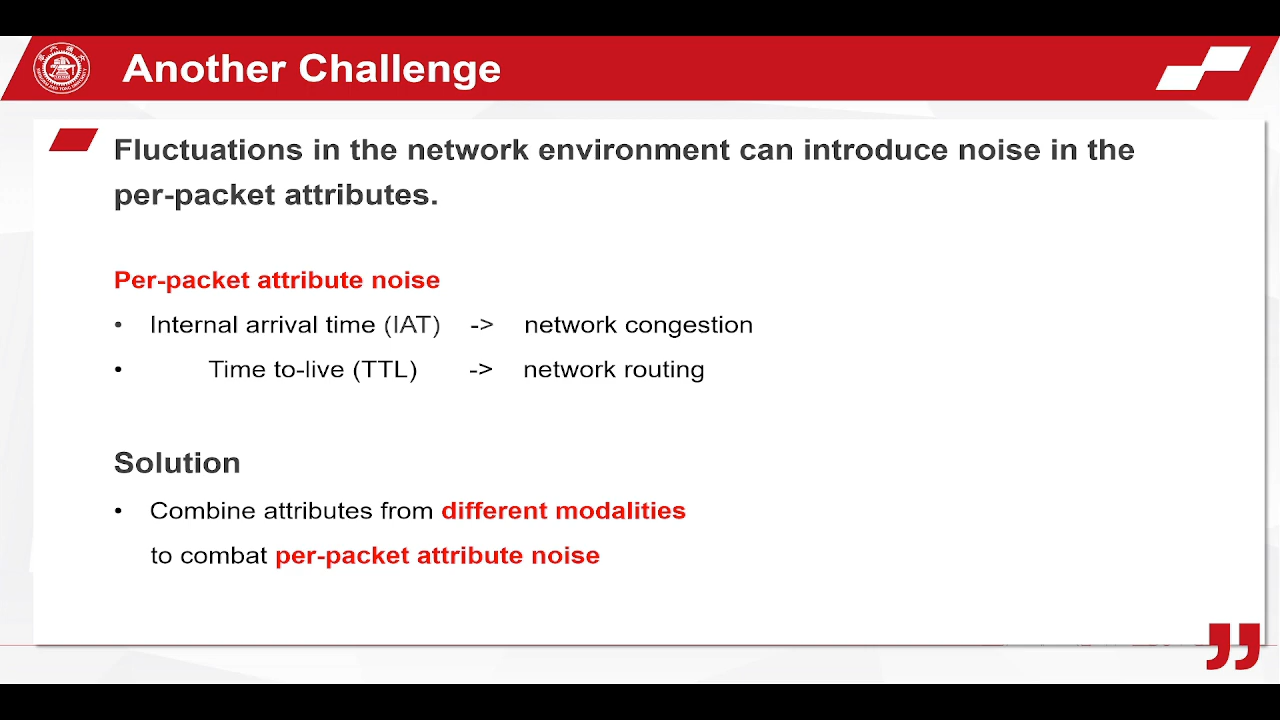 Another Challenge
Fluctuations in the network environment can introduce noise in the
per-packet attributes.
Per-packet attribute noise
• Internal arrival time (IAT) -> network congestion
• Time to-live (TTL) -> network routing
Solution
• Combine attributes from different modalities
to combat per-packet attribute noise